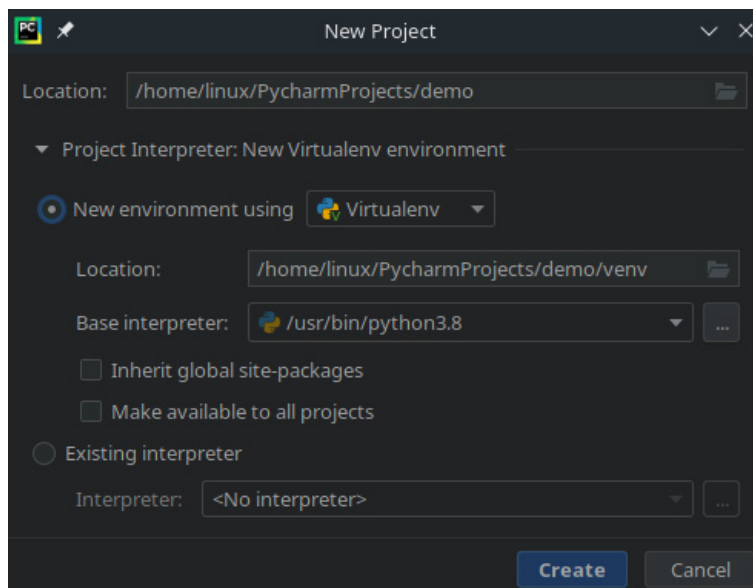 PC New Project
Location: /home/linux/PycharmProjects/demo
Project Interpreter: New Virtualenv environment
New environment using Virtualenv
Location: /home/linux/PycharmProjects/demo/venv
Base interpreter: /usr/bin/python3.8 ...
Inherit global site-packages
Make available to all projects
Existing interpreter
Interpreter: <No interpreter> ...
Create Cancel